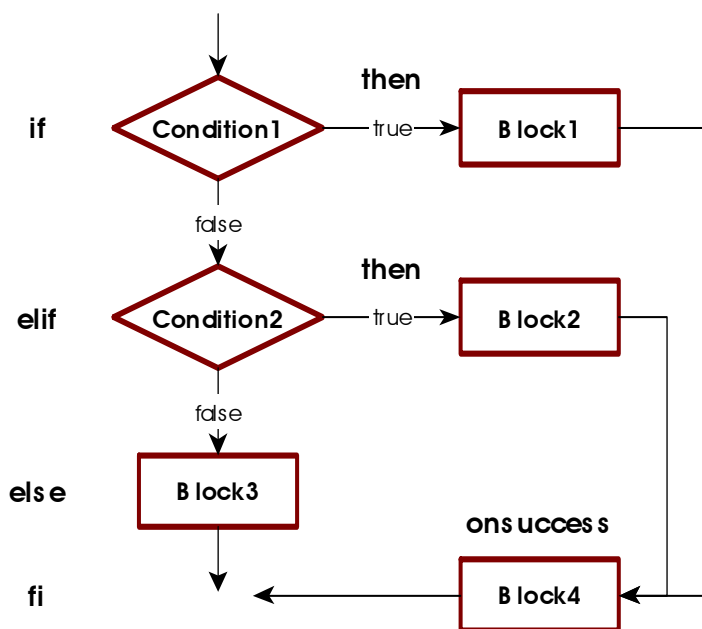 then
if
Condition1
true
Block1
false
then
elif
Condition2
true
Block2
false
else
Block3
onsuccess
fi
Block4